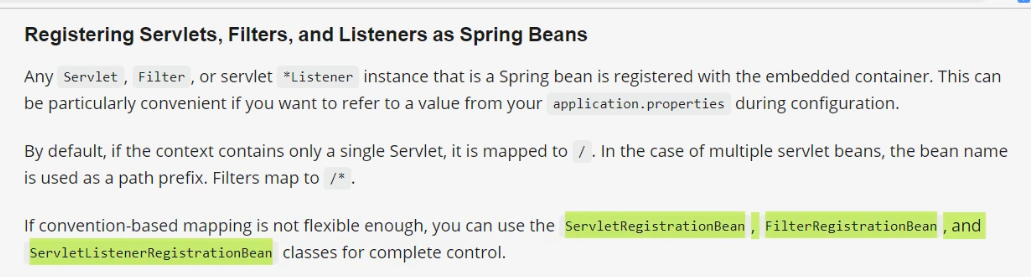 Registering Servlets, Filters, and Listeners as Spring Beans
Any Servlet , Filter , or servlet *Listener instance that is a Spring bean is registered with the embedded container. This can
be particularly convenient if you want to refer to a value from your application.properties during configuration.
By default, if the context contains only a single Servlet, it is mapped to / . In the case of multiple servlet beans, the bean name
is used as a path prefix. Filters map to /* .
If convention-based mapping is not flexible enough, you can use the ServletRegistrationBean , FilterRegistrationBean , and
ServletListenerRegistrationBean classes for complete control.